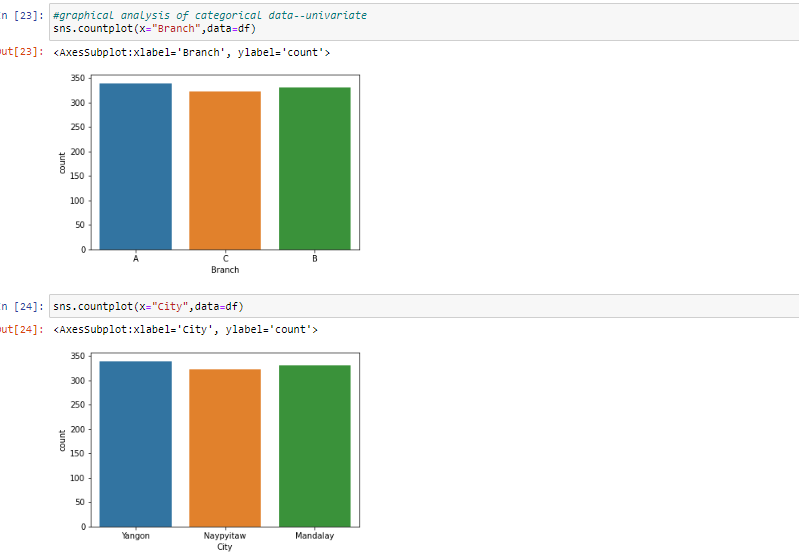 n [23]: #graphical analysis of categorical data--univariate
sns.countplot(x="Branch",data=df)
ut[23]: <AxesSubplot:xlabel='Branch', ylabel='count'>
350
300
250
200
150
100
50
0
count
A C B
Branch
n [24]: sns.countplot(x="City",data=df)
ut[24]: <AxesSubplot:xlabel='City', ylabel='count'>
350
300
250
200
150
100
50
0
count
Yangon Naypyitaw Mandalay
City